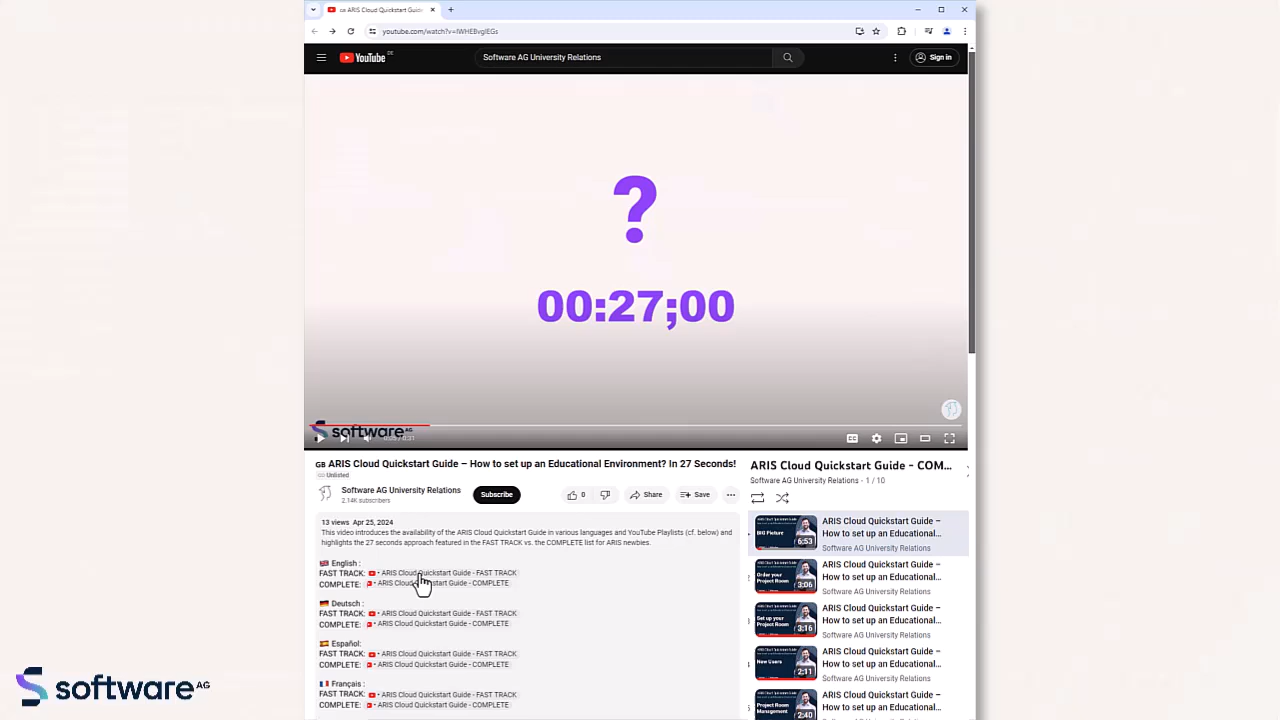 ARIS Cloud Quickstart Guide
youtube.com/watch?v=IWHEBvgIEGs
YouTube DE
Software AG University Relations
Sign in
?
00:27;00
software AG
GB ARIS Cloud Quickstart Guide – How to set up an Educational Environment? In 27 Seconds!
Unlisted
Software AG University Relations
2.14K subscribers
Subscribe
0
Share
Save
13 views Apr 25, 2024
This video introduces the availability of the ARIS Cloud Quickstart Guide in various languages and YouTube Playlists (cf. below) and
highlights the 27 seconds approach featured in the FAST TRACK vs. the COMPLETE list for ARIS newbies.
English :
FAST TRACK: • ARIS Cloud Quickstart Guide - FAST TRACK
COMPLETE: • ARIS Cloud Quickstart Guide - COMPLETE
Deutsch :
FAST TRACK: • ARIS Cloud Quickstart Guide - FAST TRACK
COMPLETE: • ARIS Cloud Quickstart Guide - COMPLETE
Español:
FAST TRACK: • ARIS Cloud Quickstart Guide - FAST TRACK
COMPLETE: • ARIS Cloud Quickstart Guide - COMPLETE
Français :
FAST TRACK: • ARIS Cloud Quickstart Guide - FAST TRACK
COMPLETE: • ARIS Cloud Quickstart Guide - COMPLETE
ARIS Cloud Quickstart Guide - COM...
Software AG University Relations - 1 / 10
BIG Picture
6:53
ARIS Cloud Quickstart Guide –
How to set up an Educational...
Software AG University Relations
Order your
Project Room
3:06
ARIS Cloud Quickstart Guide –
How to set up an Educational...
Software AG University Relations
Set up your
Project Room
3:16
ARIS Cloud Quickstart Guide –
How to set up an Educational...
Software AG University Relations
New Users
2:11
ARIS Cloud Quickstart Guide –
How to set up an Educational...
Software AG University Relations
Project Room
Management
2:40
ARIS Cloud Quickstart Guide –
How to set up an Educational...
Software AG University Relations
software AG